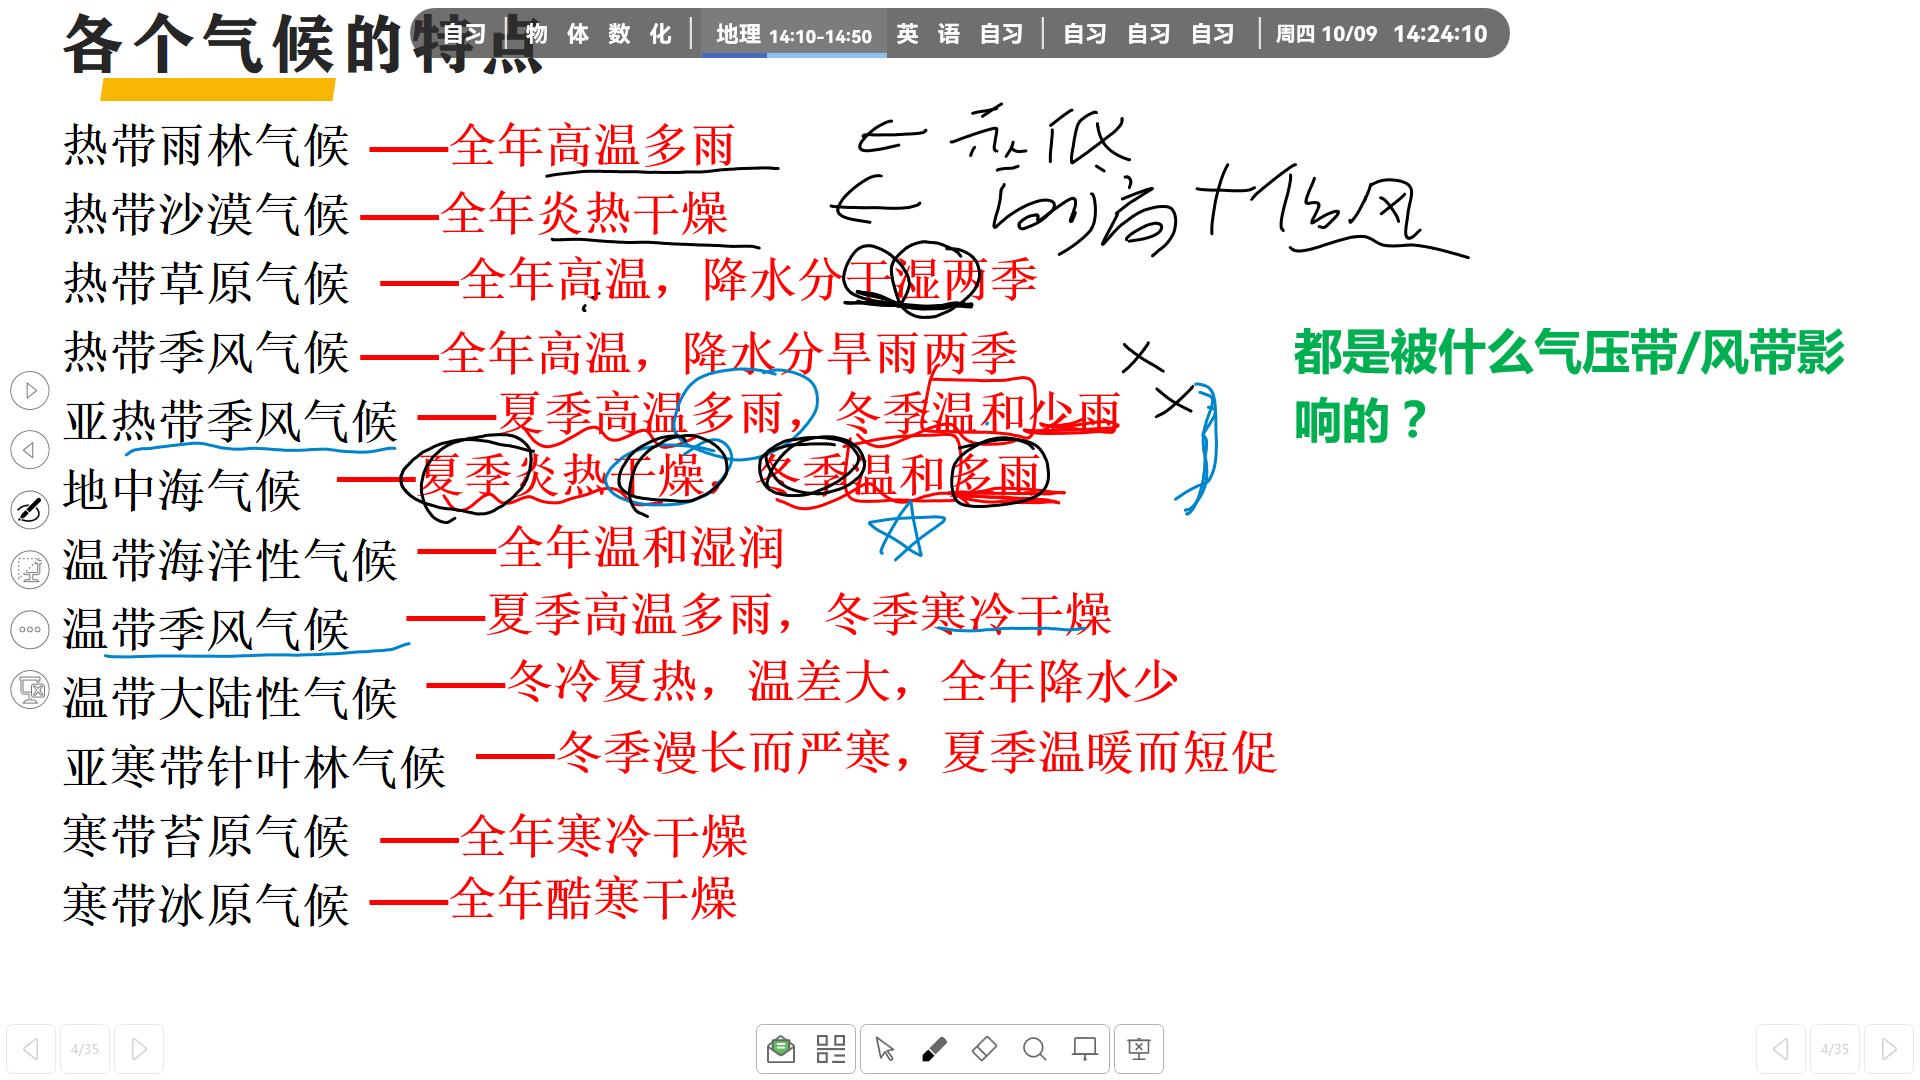 各个气候的特点
自习 物 体 数 化 地理 14:10-14:50 英 语 自习 自习 自习 自习 周四 10/09 14:24:10
热带雨林气候 ——全年高温多雨
←赤低
热带沙漠气候 ——全年炎热干燥
←副高+信风
热带草原气候 ——全年高温，降水分干湿两季
热带季风气候 ——全年高温，降水分旱雨两季
都是被什么气压带/风带影
响的？
亚热带季风气候 ——夏季高温多雨，冬季温和少雨
地中海气候 ——夏季炎热干燥，冬季温和多雨
温带海洋性气候 ——全年温和湿润
温带季风气候 ——夏季高温多雨，冬季寒冷干燥
温带大陆性气候 ——冬冷夏热，温差大，全年降水少
亚寒带针叶林气候 ——冬季漫长而严寒，夏季温暖而短促
寒带苔原气候 ——全年寒冷干燥
寒带冰原气候 ——全年酷寒干燥
4/35
4/35